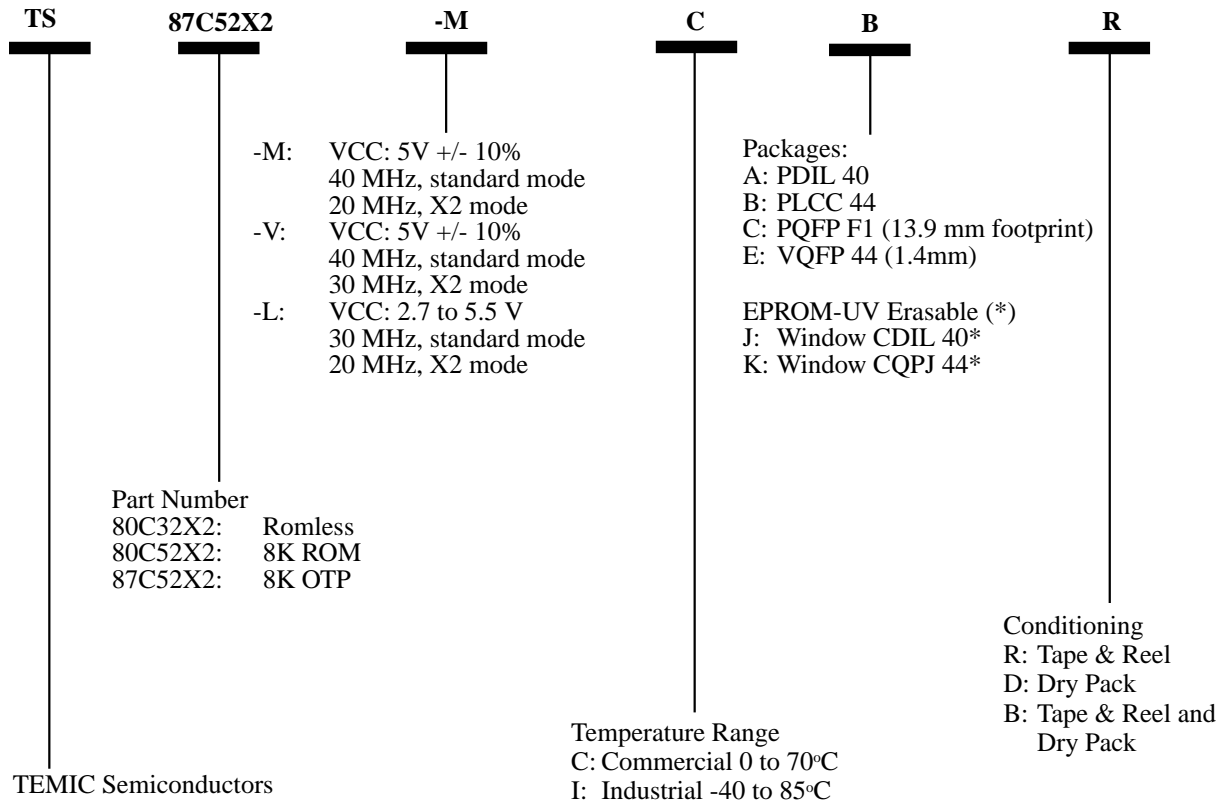 TS 87C52X2 -M C B R
-M: VCC: 5V +/- 10%
40 MHz, standard mode
20 MHz, X2 mode
-V: VCC: 5V +/- 10%
40 MHz, standard mode
30 MHz, X2 mode
-L: VCC: 2.7 to 5.5 V
30 MHz, standard mode
20 MHz, X2 mode
Packages:
A: PDIL 40
B: PLCC 44
C: PQFP F1 (13.9 mm footprint)
E: VQFP 44 (1.4mm)
EPROM-UV Erasable (*)
J: Window CDIL 40*
K: Window CQPJ 44*
Part Number
80C32X2: Romless
80C52X2: 8K ROM
87C52X2: 8K OTP
Conditioning
R: Tape & Reel
D: Dry Pack
B: Tape & Reel and
Dry Pack
Temperature Range
C: Commercial 0 to 70°C
I: Industrial -40 to 85°C
TEMIC Semiconductors